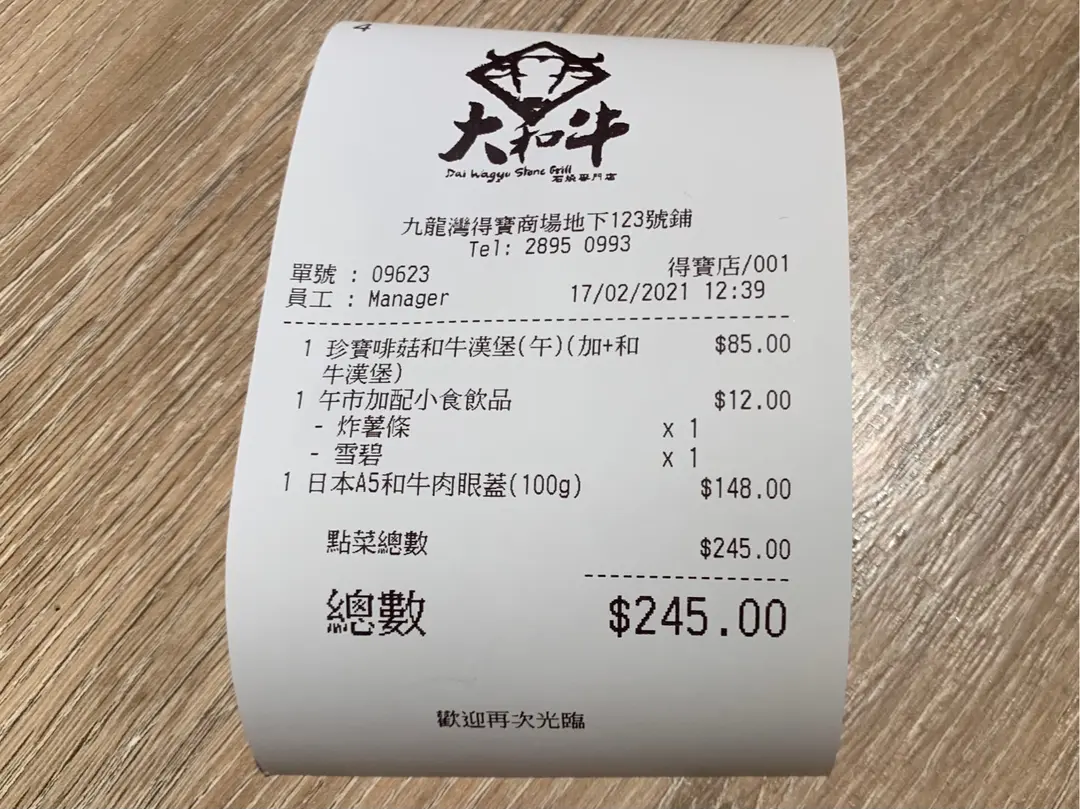 4
大和牛
Dai Wagyu Stone Grill
石燒專門店
九龍灣得寶商場地下123號鋪
Tel: 2895 0993
得寶店/001
單號 : 09623
員工 : Manager 17/02/2021 12:39
1 珍寶啡菇和牛漢堡(午)(加+和 $85.00
牛漢堡)
1 午市加配小食飲品 $12.00
- 炸薯條 x 1
- 雪碧 x 1
1 日本A5和牛肉眼蓋(100g) $148.00
點菜總數 $245.00
總數 $245.00
歡迎再次光臨